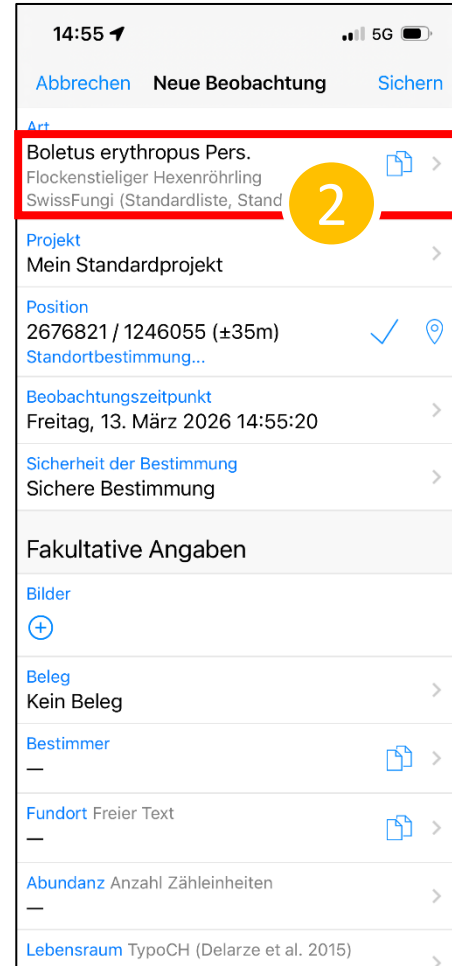 14:55 5G
Abbrechen Neue Beobachtung Sichern
Art
Boletus erythropus Pers.
Flockenstieliger Hexenröhrling
SwissFungi (Standardliste, Stand
2
Projekt
Mein Standardprojekt
Position
2676821 / 1246055 (±35m)
Standortbestimmung...
Beobachtungszeitpunkt
Freitag, 13. März 2026 14:55:20
Sicherheit der Bestimmung
Sichere Bestimmung
Fakultative Angaben
Bilder
Beleg
Kein Beleg
Bestimmer
—
Fundort Freier Text
—
Abundanz Anzahl Zähleinheiten
—
Lebensraum TypoCH (Delarze et al. 2015)